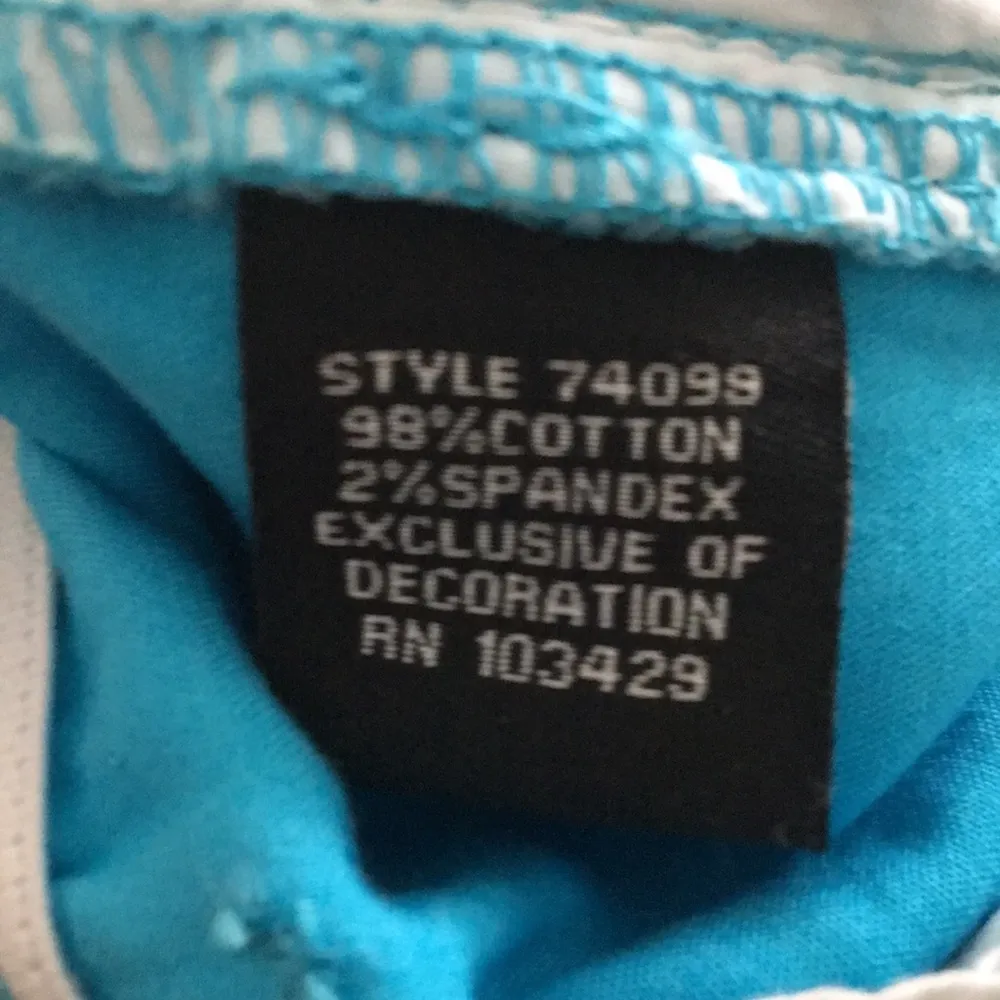 STYLE 74099
98%COTTON
2%SPANDEX
EXCLUSIVE OF
DECORATION
RN 103429